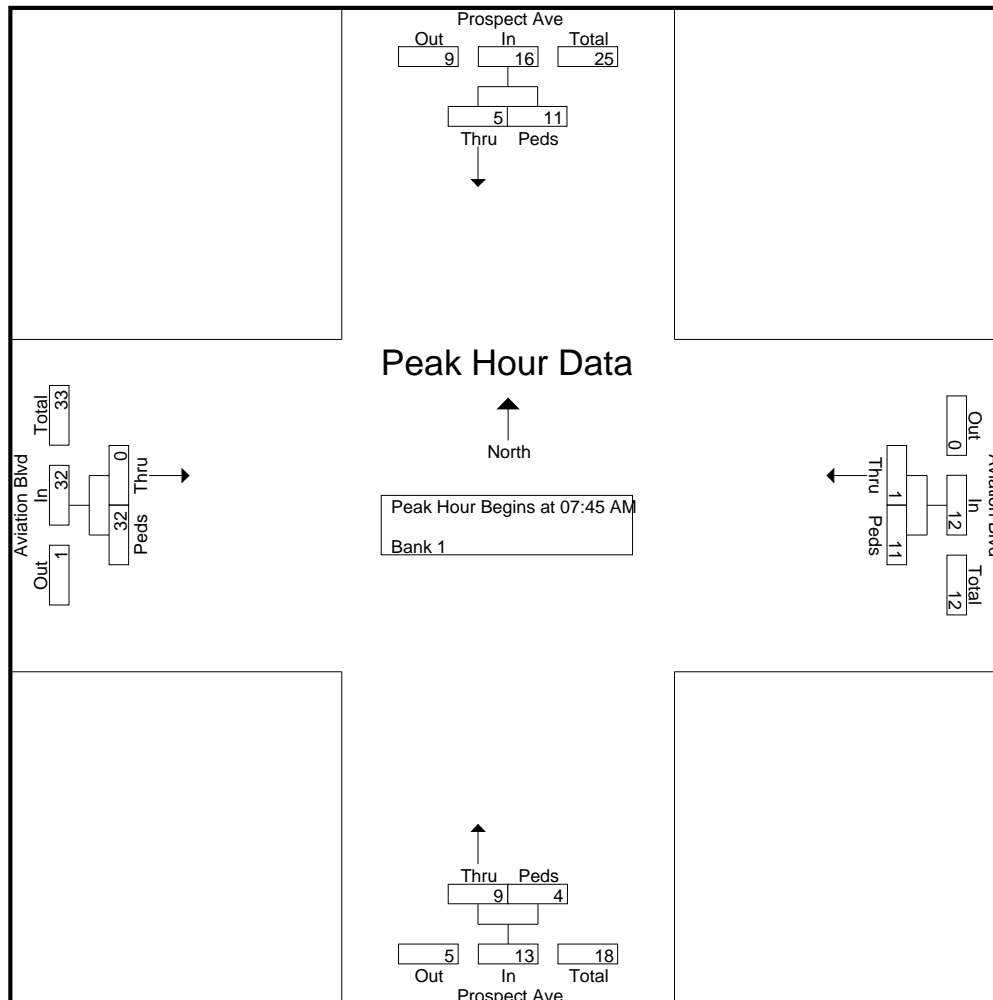 Prospect Ave
Out In Total
9 16 25
5 11
Thru Peds
Peak Hour Data
North
Peak Hour Begins at 07:45 AM
Bank 1
Aviation Blvd
Total In Out
33 32 1
0 32
Thru Peds
Out In Total
0 12 12
1 11
Thru Peds
Thru Peds
9 4
5 13 18
Out In Total
Prospect Ave